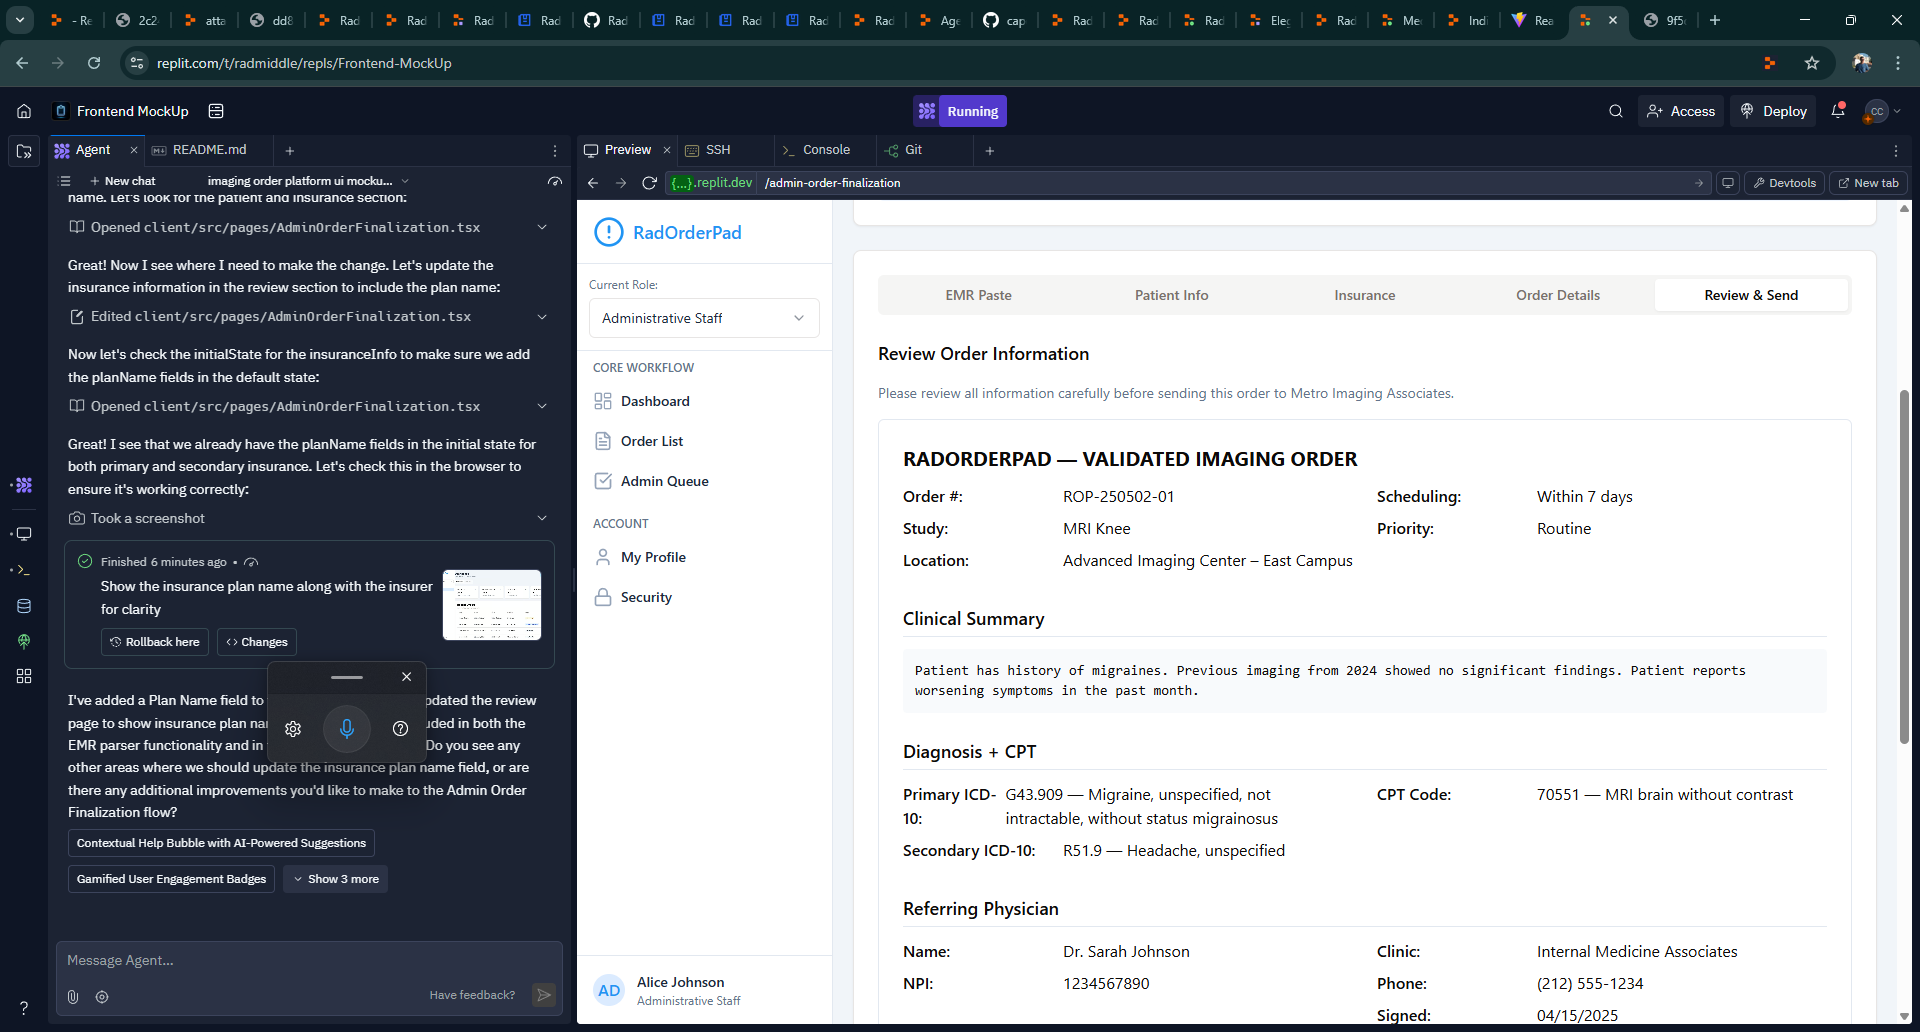 - Re
2c2
atta
dd8
Rad
Rad
Rad
Rad
Rad
Rad
Rad
Rad
Rad
Age
cap
Rad
Rad
Rad
Eleg
Rad
Me
Indi
Rea
9f5
replit.com/t/radmiddle/repls/Frontend-MockUp
Frontend MockUp
Running
Access
Deploy
CC
Agent
README.md
Preview
SSH
Console
Git
New chat
imaging order platform ui mocku...
{...}.replit.dev
/admin-order-finalization
Devtools
New tab
name. Let's look for the patient and insurance section:
Opened client/src/pages/AdminOrderFinalization.tsx
Great! Now I see where I need to make the change. Let's update the
insurance information in the review section to include the plan name:
Edited client/src/pages/AdminOrderFinalization.tsx
Now let's check the initialState for the insuranceInfo to make sure we add
the planName fields in the default state:
Opened client/src/pages/AdminOrderFinalization.tsx
Great! I see that we already have the planName fields in the initial state for
both primary and secondary insurance. Let's check this in the browser to
ensure it's working correctly:
Took a screenshot
Finished 6 minutes ago •
Show the insurance plan name along with the insurer
for clarity
Rollback here
Changes
I've added a Plan Name field to pdated the review
page to show insurance plan uded in both the
EMR parser functionality and in Do you see any
other areas where we should update the insurance plan name field, or are
there any additional improvements you'd like to make to the Admin Order
Finalization flow?
Contextual Help Bubble with AI-Powered Suggestions
Gamified User Engagement Badges
Show 3 more
Message Agent...
Have feedback?
RadOrderPad
Current Role:
Administrative Staff
CORE WORKFLOW
Dashboard
Order List
Admin Queue
ACCOUNT
My Profile
Security
AD
Alice Johnson
Administrative Staff
EMR Paste
Patient Info
Insurance
Order Details
Review & Send
Review Order Information
Please review all information carefully before sending this order to Metro Imaging Associates.
RADORDERPAD — VALIDATED IMAGING ORDER
Order #: ROP-250502-01 Scheduling: Within 7 days
Study: MRI Knee Priority: Routine
Location: Advanced Imaging Center – East Campus
Clinical Summary
Patient has history of migraines. Previous imaging from 2024 showed no significant findings. Patient reports
worsening symptoms in the past month.
Diagnosis + CPT
Primary ICD- G43.909 — Migraine, unspecified, not CPT Code: 70551 — MRI brain without contrast
10: intractable, without status migrainosus
Secondary ICD-10: R51.9 — Headache, unspecified
Referring Physician
Name: Dr. Sarah Johnson Clinic: Internal Medicine Associates
NPI: 1234567890 Phone: (212) 555-1234
Signed: 04/15/2025